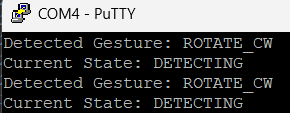 COM4 - PuTTY
Detected Gesture: ROTATE_CW
Current State: DETECTING
Detected Gesture: ROTATE_CW
Current State: DETECTING